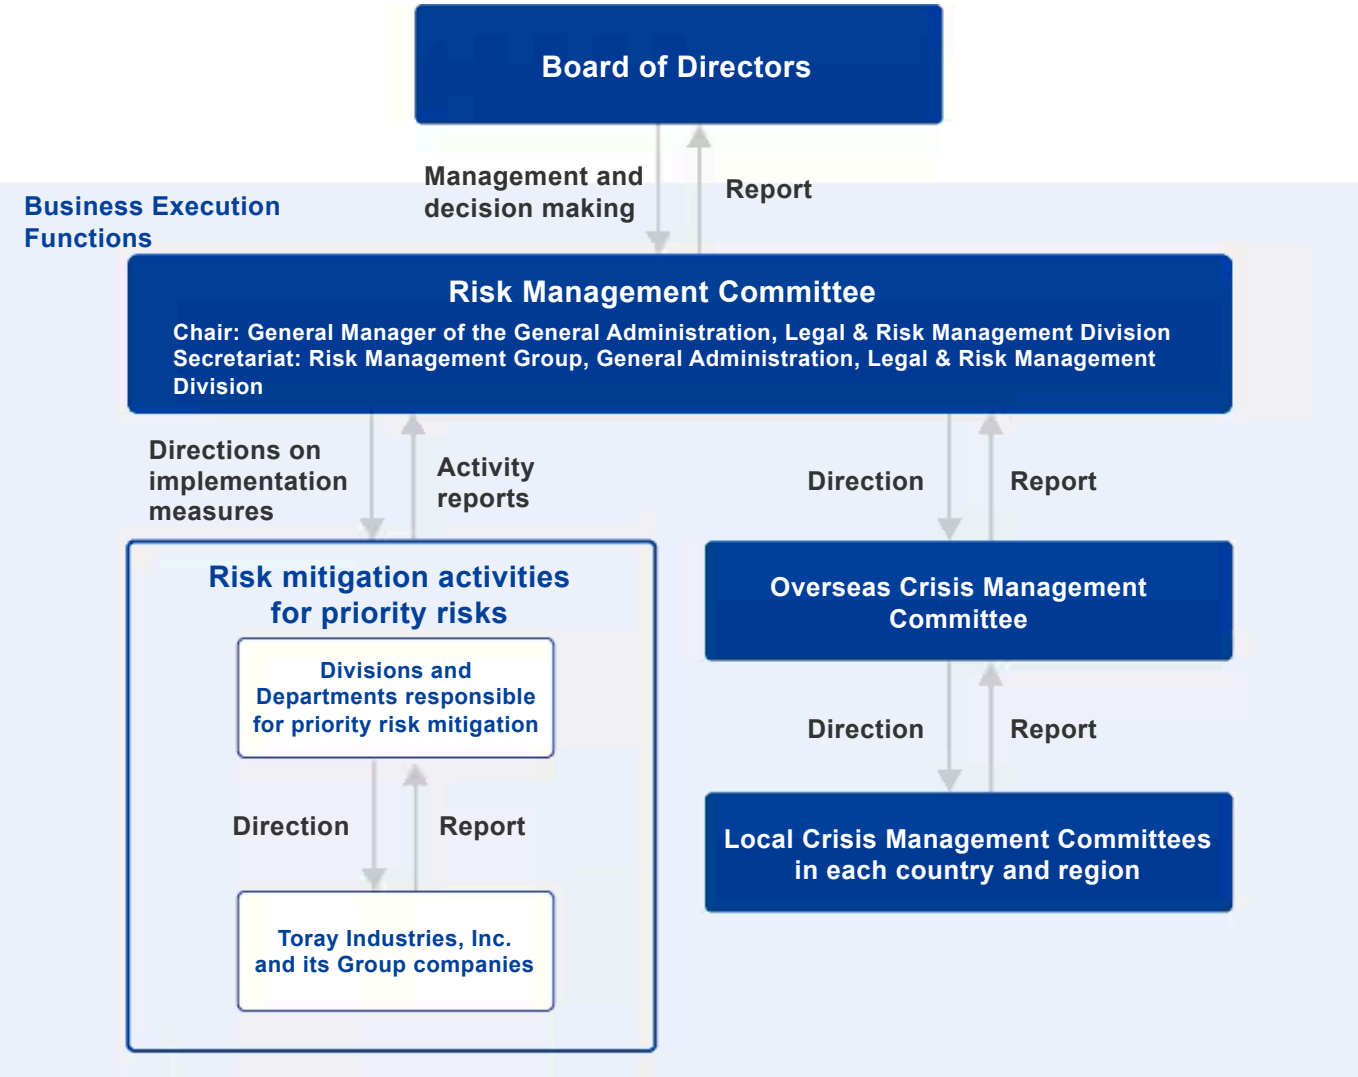 Board of Directors
Management and
decision making
Report
Business Execution
Functions
Risk Management Committee
Chair: General Manager of the General Administration, Legal & Risk Management Division
Secretariat: Risk Management Group, General Administration, Legal & Risk Management
Division
Directions on
implementation
measures
Activity
reports
Direction
Report
Risk mitigation activities
for priority risks
Divisions and
Departments responsible
for priority risk mitigation
Direction
Report
Toray Industries, Inc.
and its Group companies
Overseas Crisis Management
Committee
Direction
Report
Local Crisis Management Committees
in each country and region